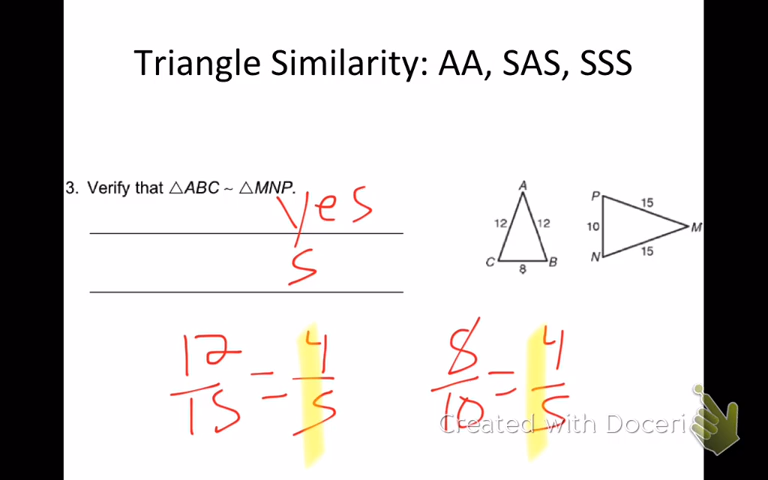 Triangle Similarity: AA, SAS, SSS
3. Verify that △ABC ~ △MNP.
yes
S
A
12
12
C
B
8
P
15
10
M
N
15
12/15 = 4/5
8/10 = 4/5
Created with Doceri